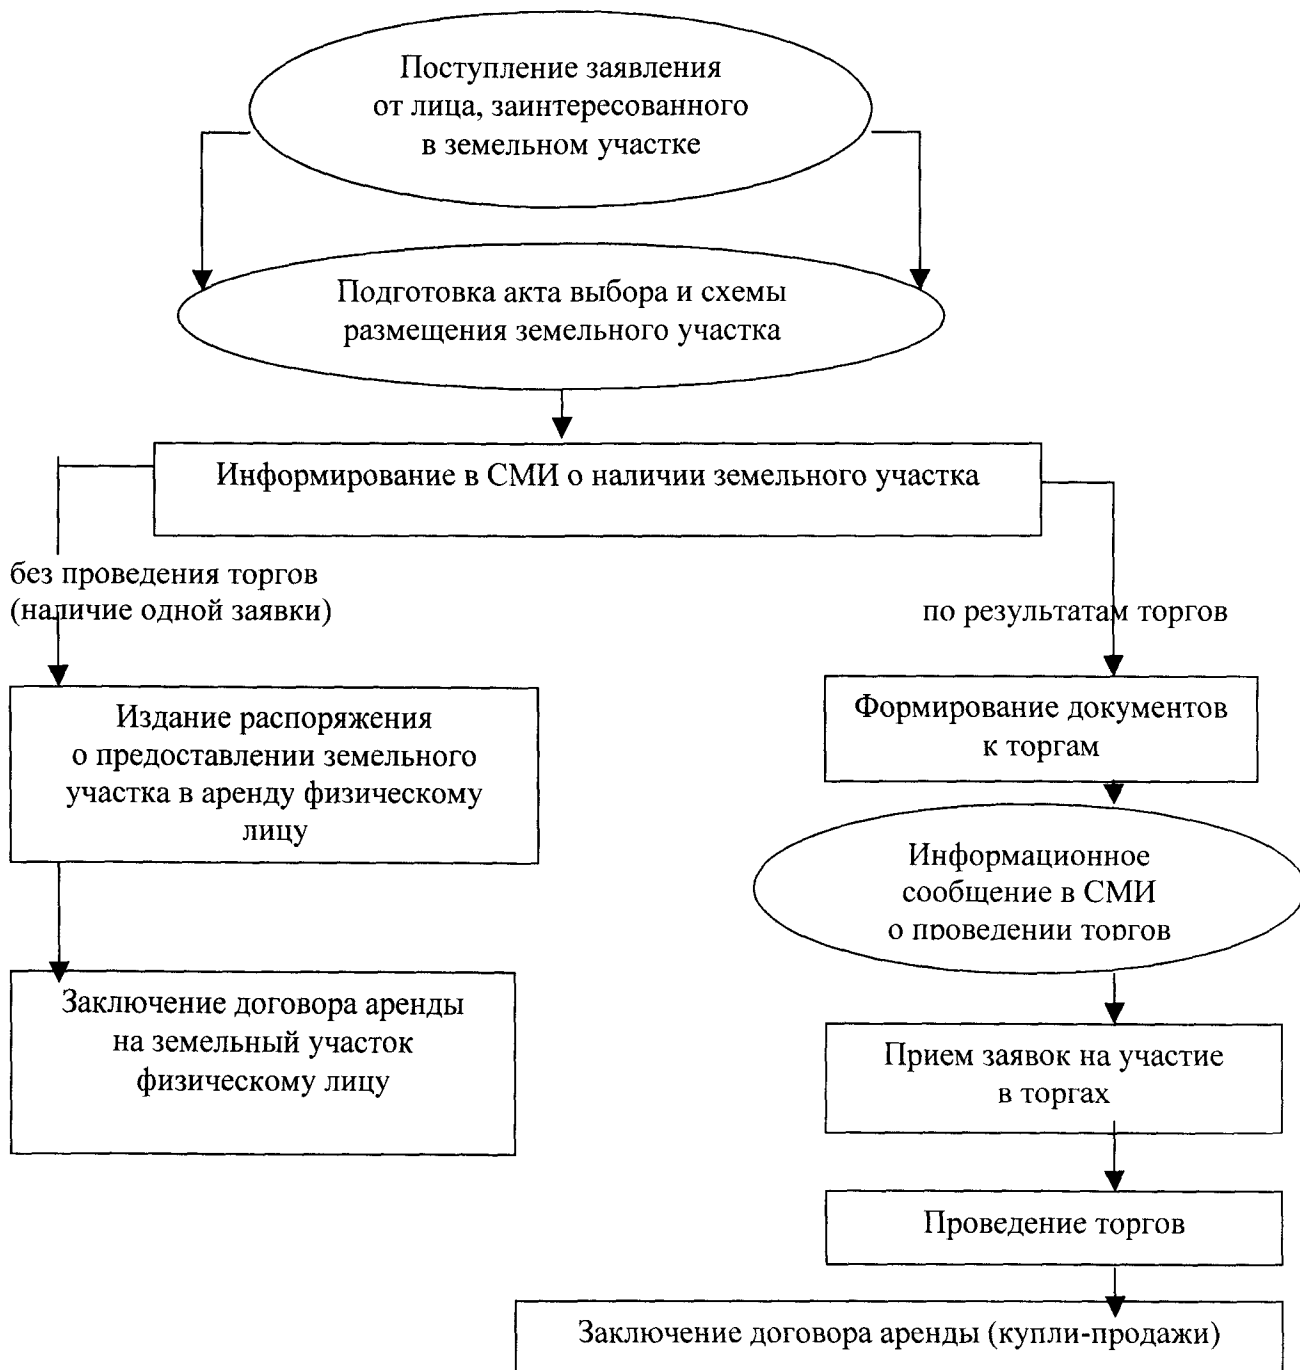 Поступление заявления
от лица, заинтересованного
в земельном участке
Подготовка акта выбора и схемы
размещения земельного участка
Информирование в СМИ о наличии земельного участка
без проведения торгов
(наличие одной заявки)
по результатам торгов
Издание распоряжения
о предоставлении земельного
участка в аренду физическому
лицу
Заключение договора аренды
на земельный участок
физическому лицу
Формирование документов
к торгам
Информационное
сообщение в СМИ
о проведении торгов
Прием заявок на участие
в торгах
Проведение торгов
Заключение договора аренды (купли-продажи)